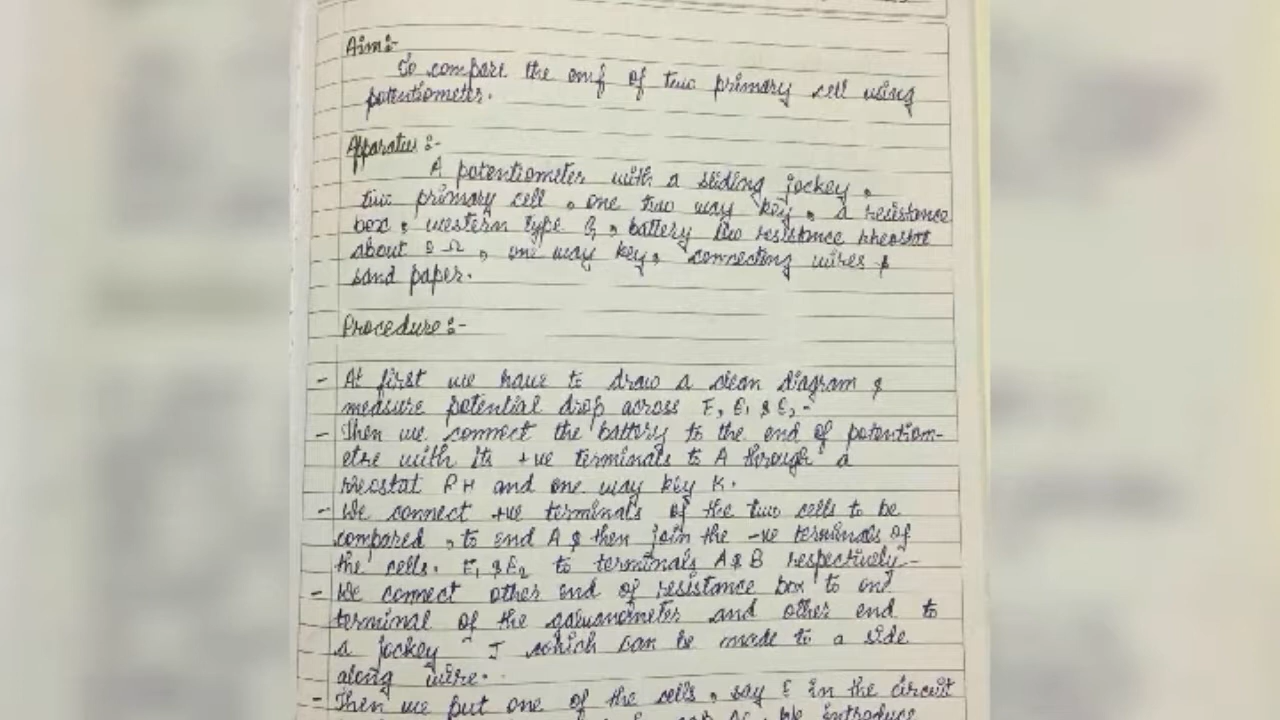 Aim:-
To compare the emf of two primary cell using
potentiometer.
Apparatus :-
A potentiometer with a sliding jockey,
two primary cell, one two way key, a resistance
box, western type G, battery low resistance rheostat
about Ω, one way key, connecting wires &
sand paper.
Procedure :-
- At first we have to draw a clean diagram &
measure potential drop across E, E1 & E2 -
- Then we connect the battery to the end of potentiom-
etre with its +ve terminals to A through a
rheostat RH and one way key K.
- We connect +ve terminals of the two cells to be
compared, to end A & then join the -ve terminals of
the cells. E1 & E2 to terminals A & B respectively-
- We connect other end of resistance box to one
terminal of the galvanometer and other end to
a jockey J which can be made to a slide
along wire.
- Then we put one of the cells, say E in the circuit
we introduce